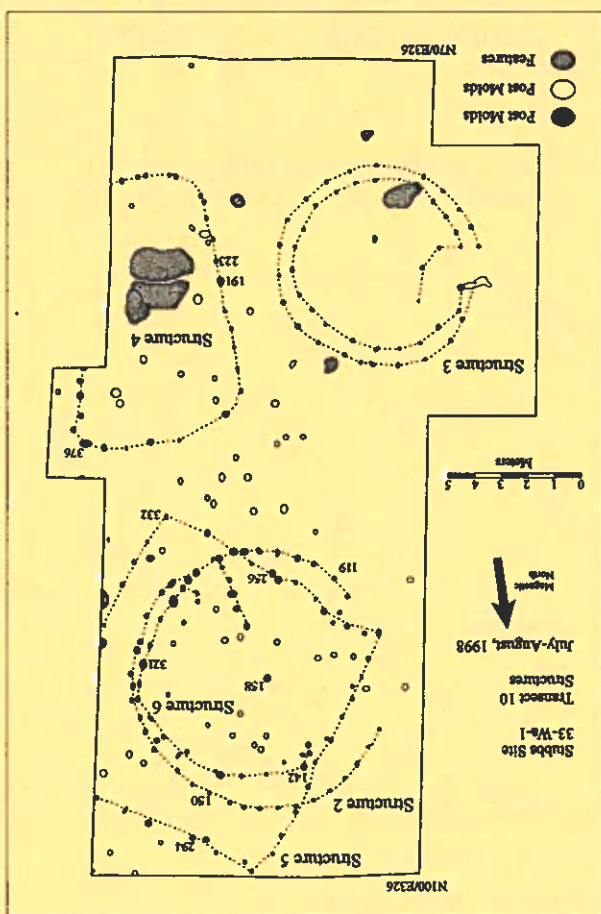 N100/E326
Structure 5
294
Structure 2
150
142
Stubbs Site
33-Wa-1
Transect 10
Structures
July-August, 1998
Magnetic
North
Structure 6
158
321
119
256
332
0 1 2 3 4 5
Meters
376
Structure 3
Structure 4
191
223
Post Molds
Post Molds
Features
N70/E326